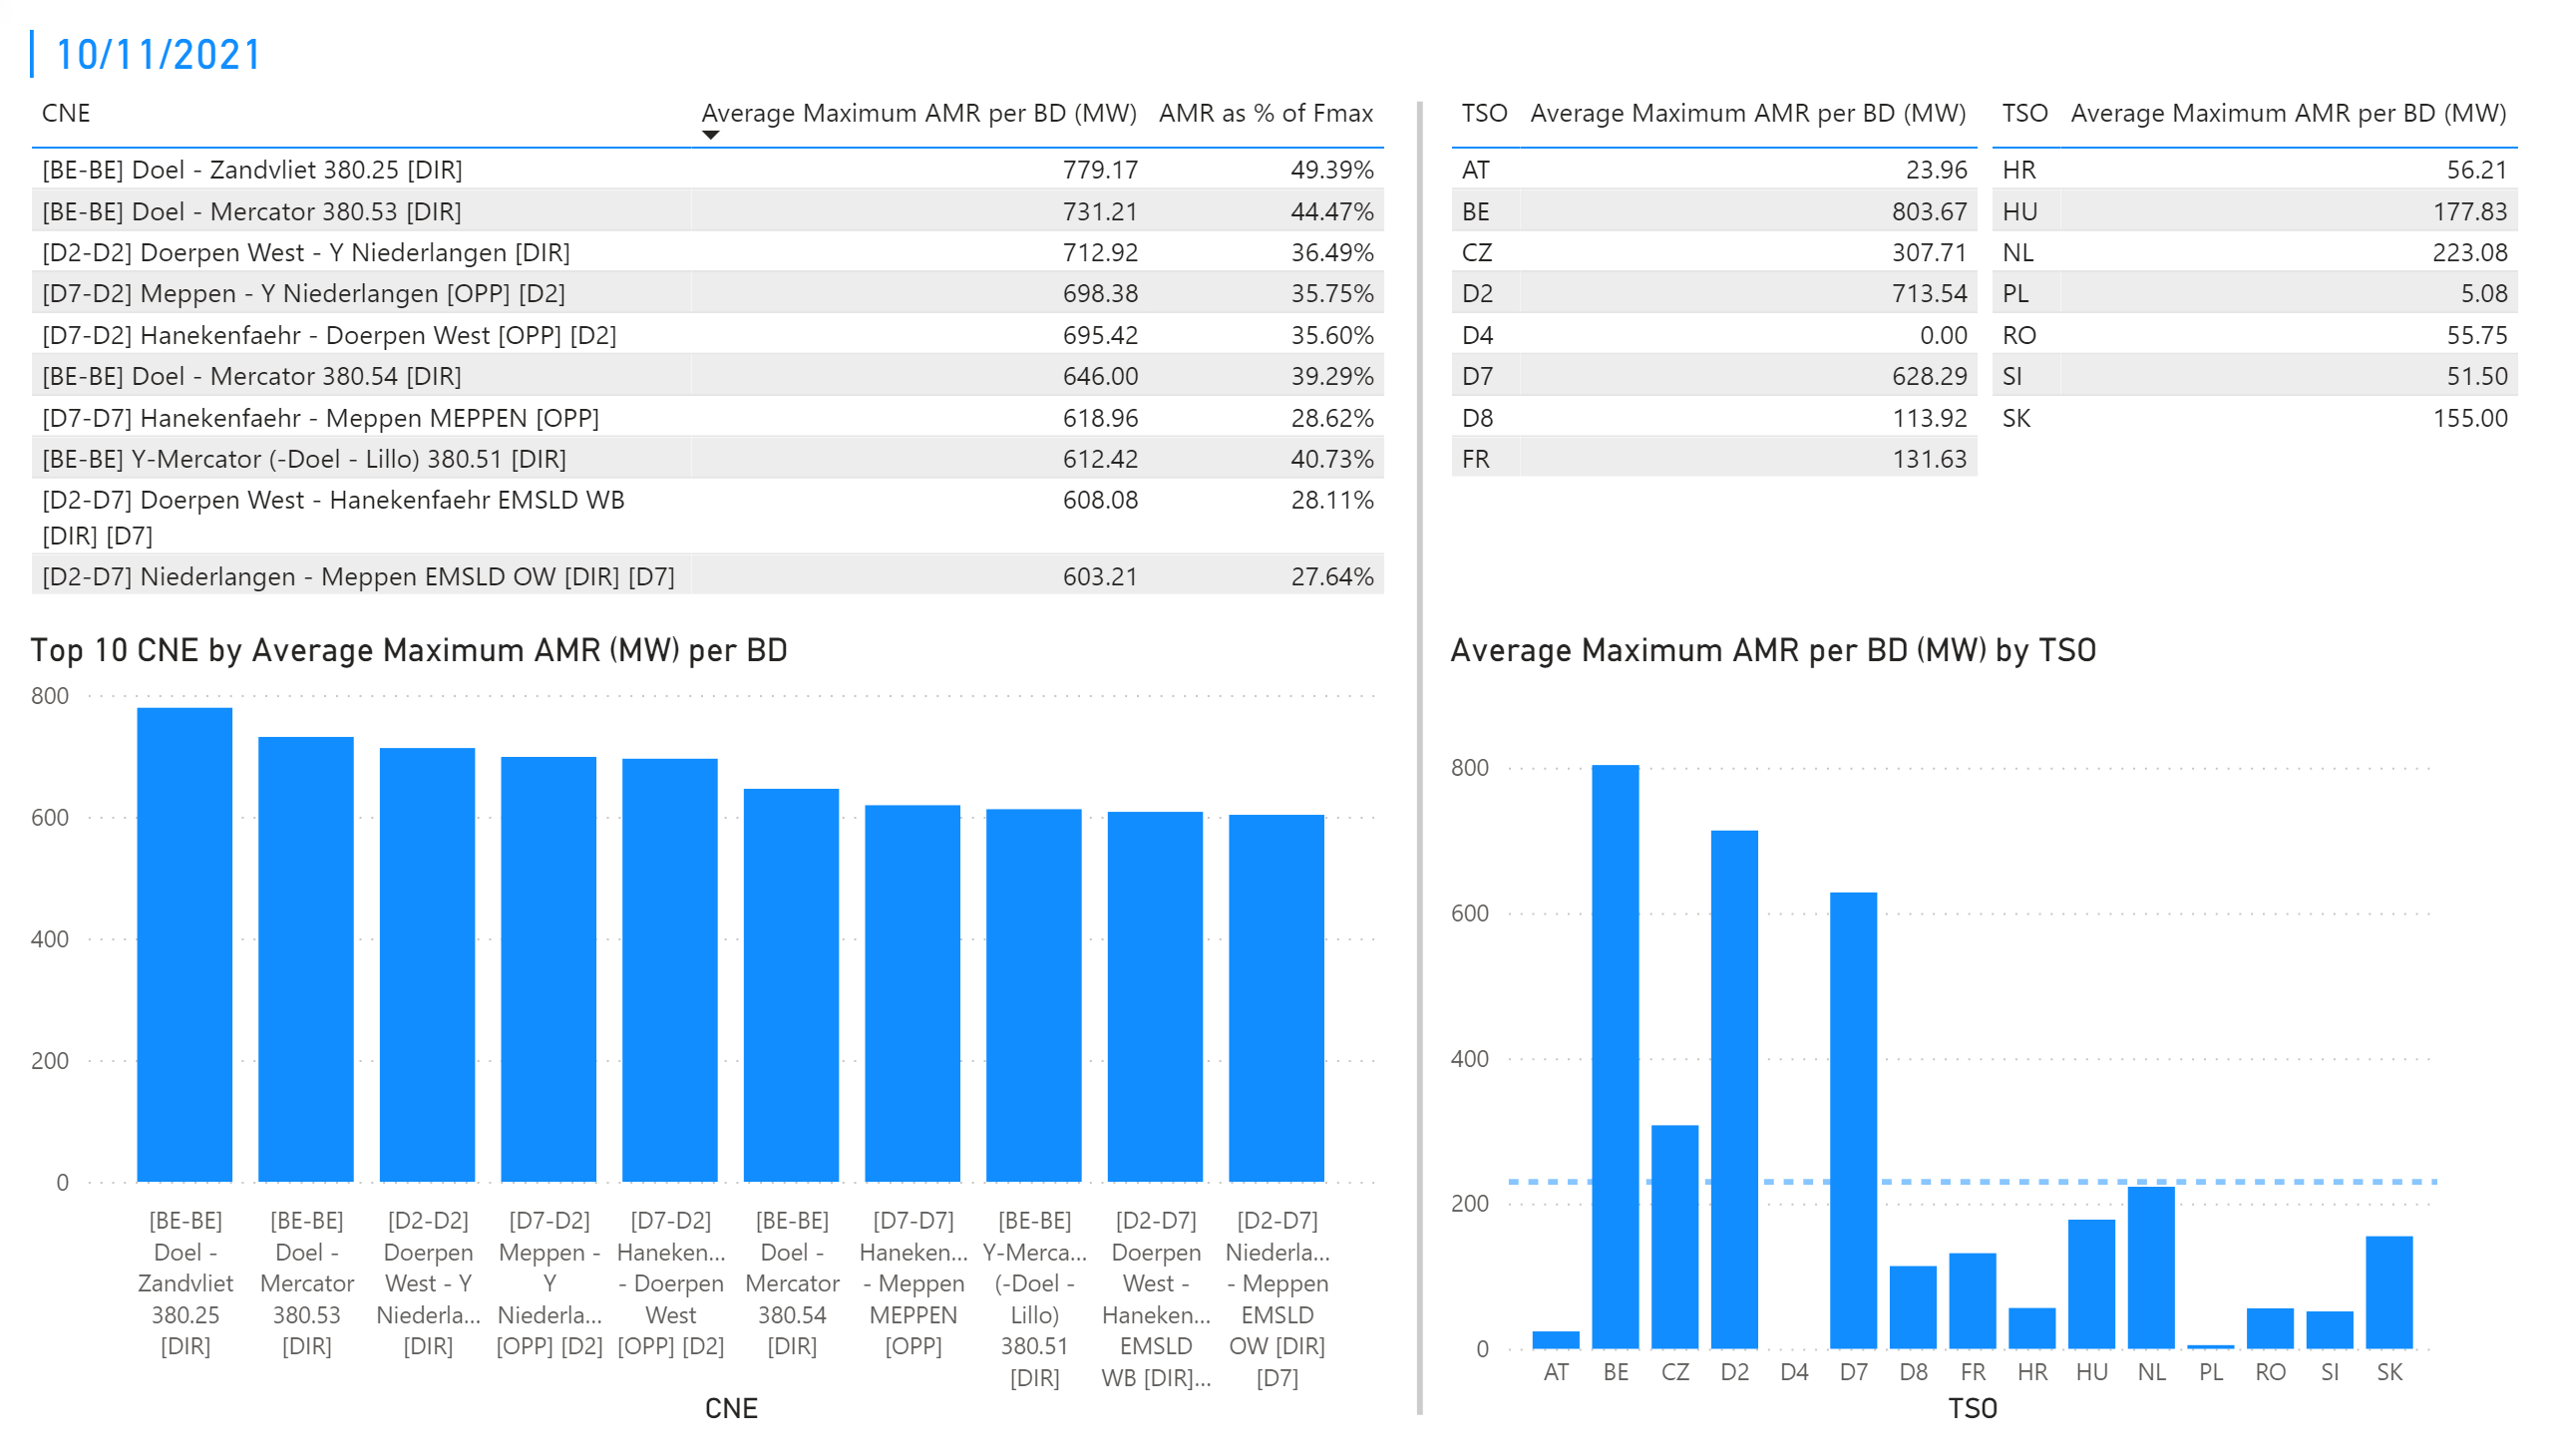 10/11/2021
CNE Average Maximum AMR per BD (MW) AMR as % of Fmax
[BE-BE] Doel - Zandvliet 380.25 [DIR] 779.17 49.39%
[BE-BE] Doel - Mercator 380.53 [DIR] 731.21 44.47%
[D2-D2] Doerpen West - Y Niederlangen [DIR] 712.92 36.49%
[D7-D2] Meppen - Y Niederlangen [OPP] [D2] 698.38 35.75%
[D7-D2] Hanekenfaehr - Doerpen West [OPP] [D2] 695.42 35.60%
[BE-BE] Doel - Mercator 380.54 [DIR] 646.00 39.29%
[D7-D7] Hanekenfaehr - Meppen MEPPEN [OPP] 618.96 28.62%
[BE-BE] Y-Mercator (-Doel - Lillo) 380.51 [DIR] 612.42 40.73%
[D2-D7] Doerpen West - Hanekenfaehr EMSLD WB 608.08 28.11%
[DIR] [D7]
[D2-D7] Niederlangen - Meppen EMSLD OW [DIR] [D7] 603.21 27.64%
TSO Average Maximum AMR per BD (MW)
AT 23.96
BE 803.67
CZ 307.71
D2 713.54
D4 0.00
D7 628.29
D8 113.92
FR 131.63
TSO Average Maximum AMR per BD (MW)
HR 56.21
HU 177.83
NL 223.08
PL 5.08
RO 55.75
SI 51.50
SK 155.00
Top 10 CNE by Average Maximum AMR (MW) per BD
800
600
400
200
0
[BE-BE]
Doel -
Zandvliet
380.25
[DIR]
[BE-BE]
Doel -
Mercator
380.53
[DIR]
[D2-D2]
Doerpen
West - Y
Niederla...
[DIR]
[D7-D2]
Meppen -
Y
Niederla...
[OPP] [D2]
[D7-D2]
Haneken...
- Doerpen
West
[OPP] [D2]
[BE-BE]
Doel -
Mercator
380.54
[DIR]
[D7-D7]
Haneken...
- Meppen
MEPPEN
[OPP]
[BE-BE]
Y-Merca...
(-Doel -
Lillo)
380.51
[DIR]
[D2-D7]
Doerpen
West -
Haneken...
EMSLD
WB [DIR]...
[D2-D7]
Niederla...
- Meppen
EMSLD
OW [DIR]
[D7]
CNE
Average Maximum AMR per BD (MW) by TSO
800
600
400
200
0
AT BE CZ D2 D4 D7 D8 FR HR HU NL PL RO SI SK
TSO